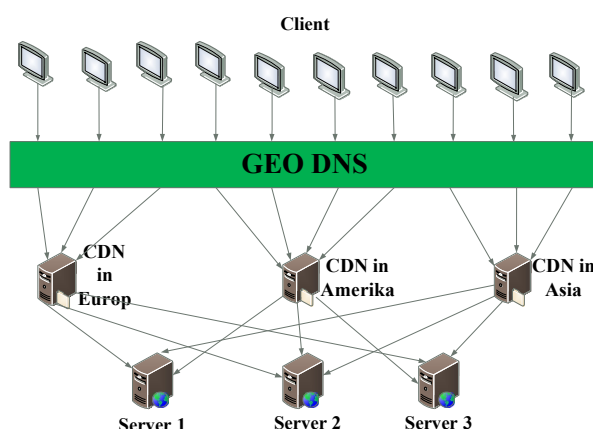 Client
GEO DNS
CDN
in
Europ
CDN in
Amerika
CDN in
Asia
Server 1
Server 2
Server 3